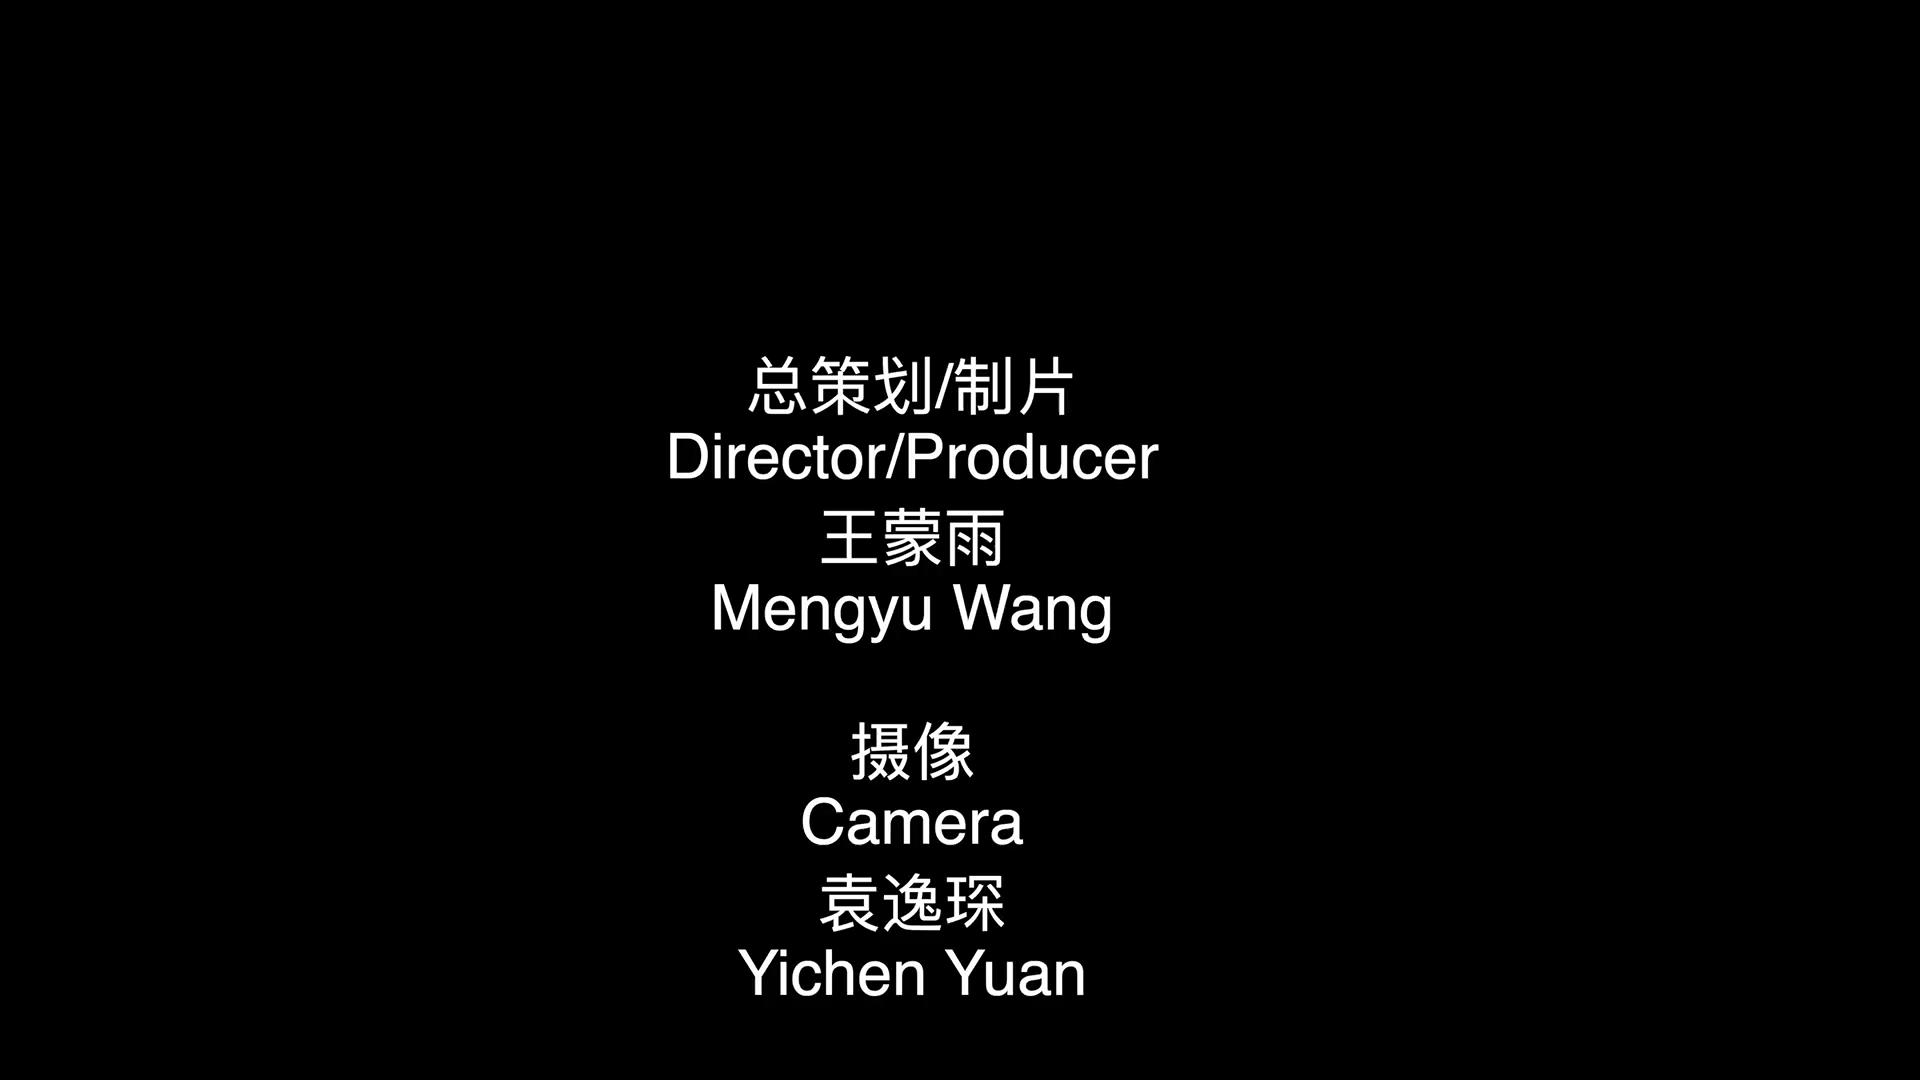 总策划/制片
Director/Producer
王蒙雨
Mengyu Wang
摄像
Camera
袁逸琛
Yichen Yuan